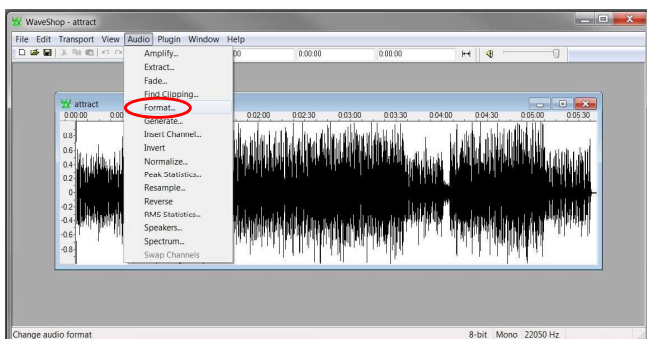 WaveShop - attract
File Edit Transport View Audio Plugin Window Help
00 0:00:00 0:00:00
Amplify...
Extract...
Fade...
Find Clipping...
Format...
Generate...
Insert Channel...
Invert
Normalize...
Peak Statistics...
Resample...
Reverse
RMS Statistics...
Speakers...
Spectrum...
Swap Channels
attract
0:00:00 0:00 0:02:00 0:02:30 0:03:00 0:03:30 0:04:00 0:04:30 0:05:00 0:05:30
0.8
0.6
0.4
0.2
0
-0.2
-0.4
-0.6
-0.8
Change audio format 8-bit Mono 22050 Hz